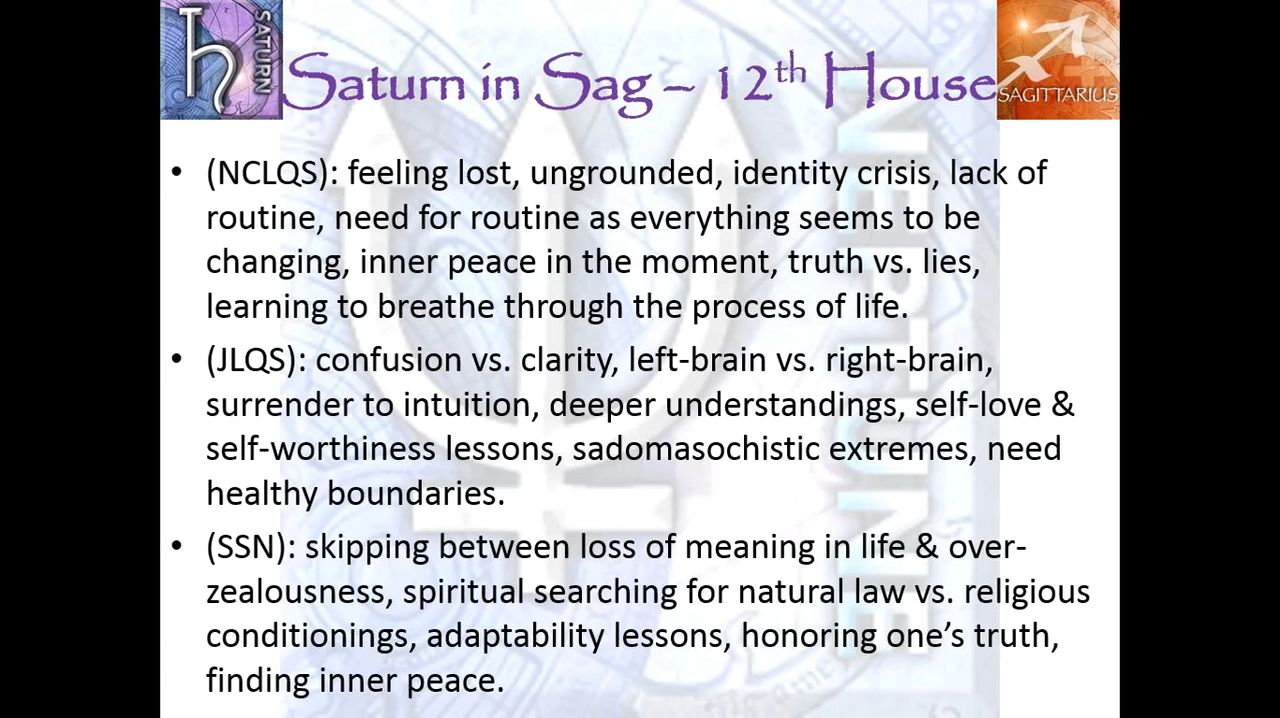 SATURN
Saturn in Sag – 12th House
SAGITTARIUS
• (NCLQS): feeling lost, ungrounded, identity crisis, lack of
routine, need for routine as everything seems to be
changing, inner peace in the moment, truth vs. lies,
learning to breathe through the process of life.
• (JLQS): confusion vs. clarity, left-brain vs. right-brain,
surrender to intuition, deeper understandings, self-love &
self-worthiness lessons, sadomasochistic extremes, need
healthy boundaries.
• (SSN): skipping between loss of meaning in life & over-
zealousness, spiritual searching for natural law vs. religious
conditionings, adaptability lessons, honoring one's truth,
finding inner peace.
NEPTUNE